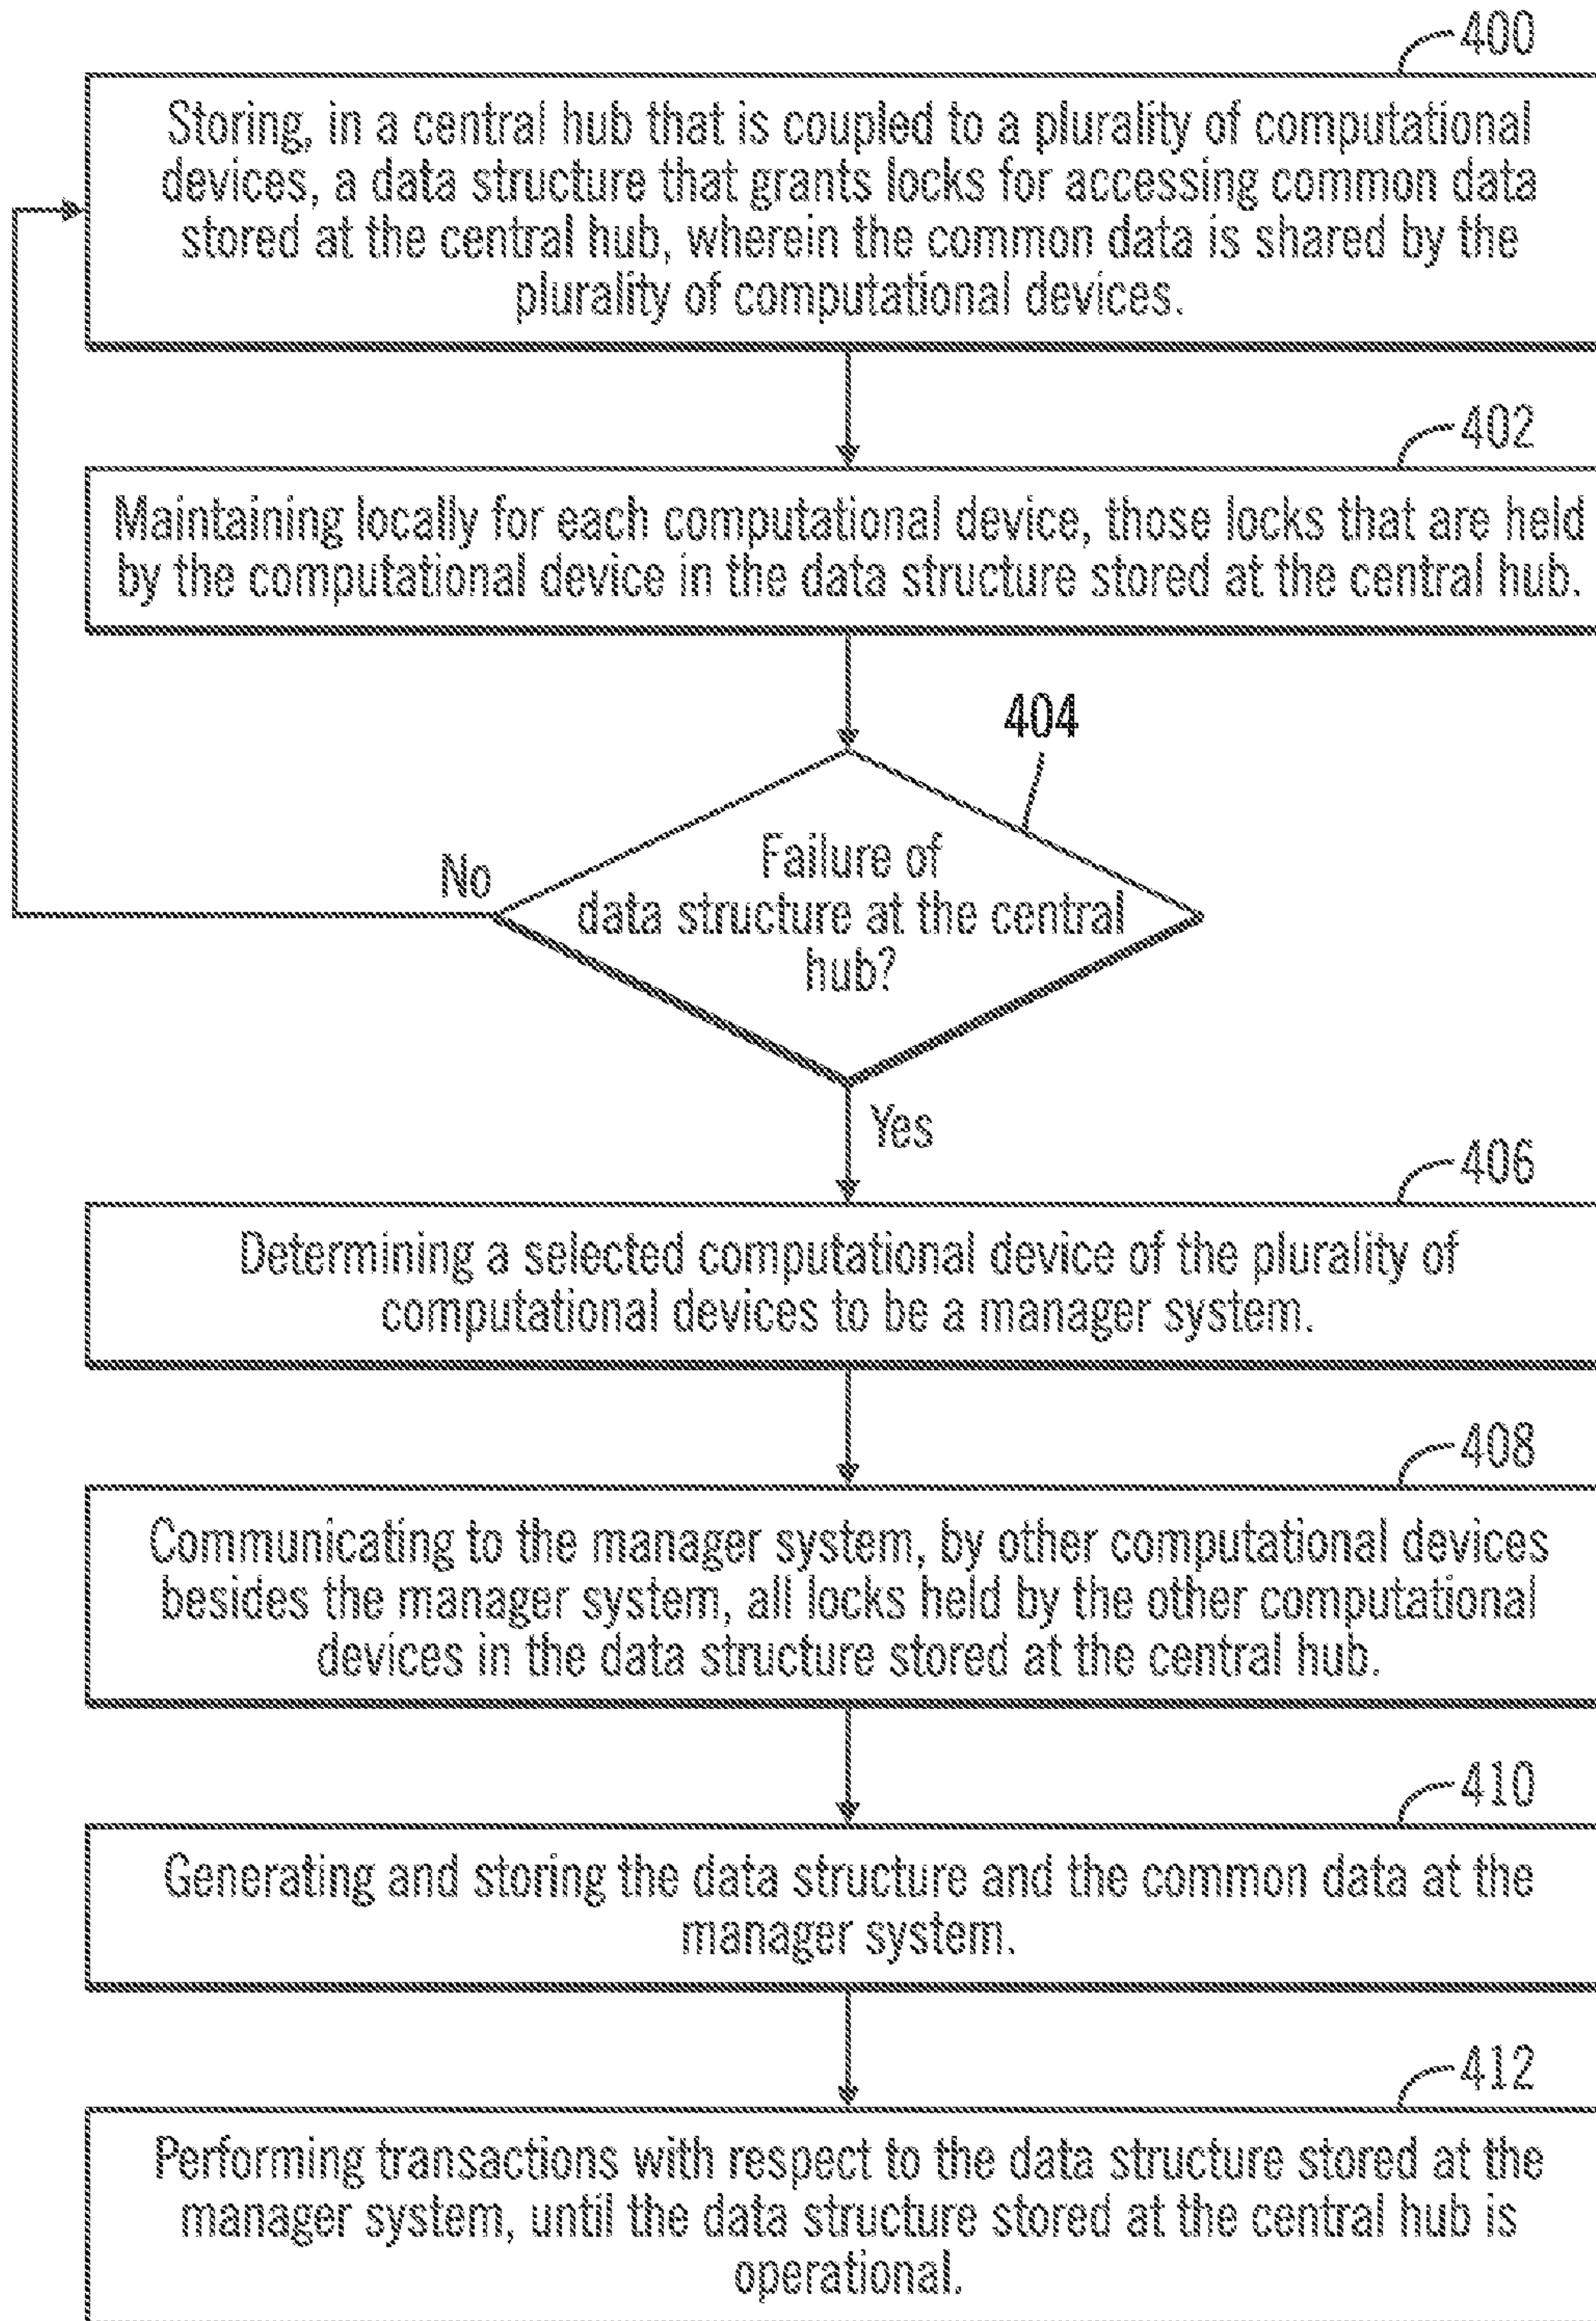 400
Storing, in a central hub that is coupled to a plurality of computational
devices, a data structure that grants locks for accessing common data
stored at the central hub, wherein the common data is shared by the
plurality of computational devices.
402
Maintaining locally for each computational device, those locks that are held
by the computational device in the data structure stored at the central hub.
404
Failure of
data structure at the central
hub?
No
Yes
406
Determining a selected computational device of the plurality of
computational devices to be a manager system.
408
Communicating to the manager system, by other computational devices
besides the manager system, all locks held by the other computational
devices in the data structure stored at the central hub.
410
Generating and storing the data structure and the common data at the
manager system.
412
Performing transactions with respect to the data structure stored at the
manager system, until the data structure stored at the central hub is
operational.